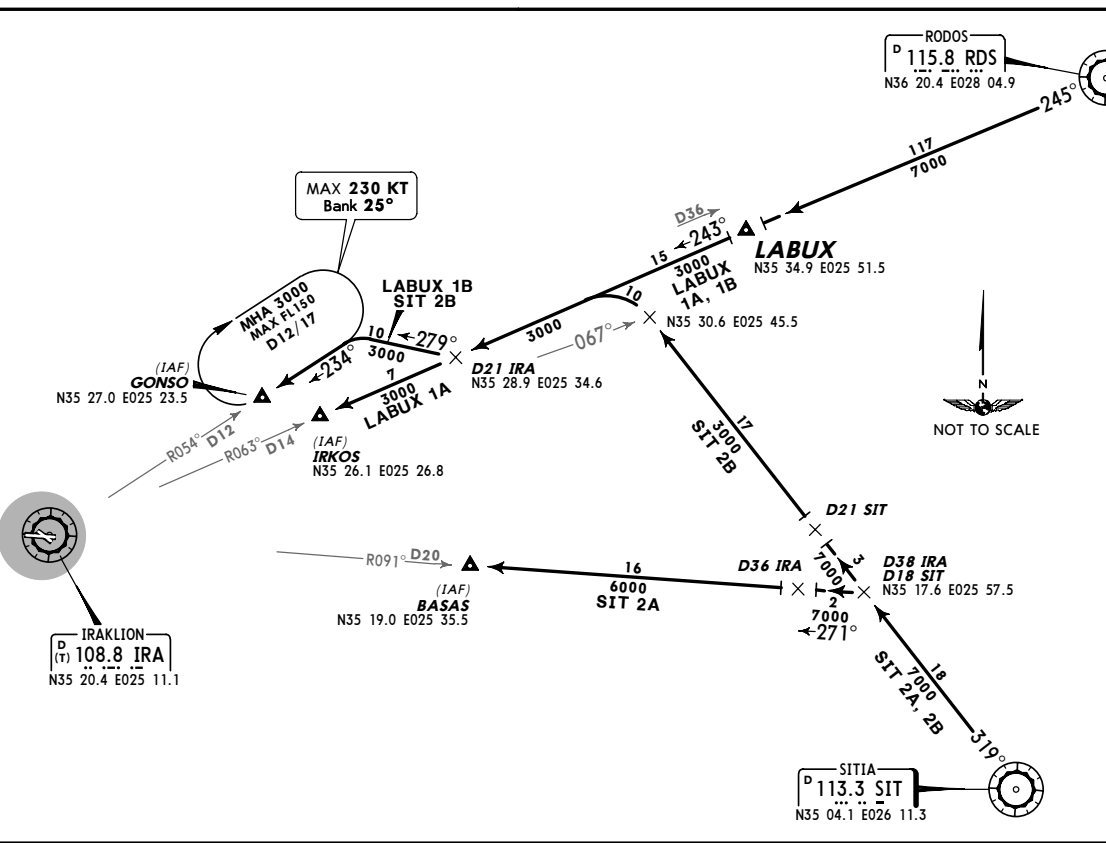 RODOS
D 115.8 RDS
N36 20.4 E028 04.9
245°
117
7000
MAX 230 KT
Bank 25°
D36
243°
LABUX
N35 34.9 E025 51.5
15
3000
LABUX
1A, 1B
10
3000
067°
N35 30.6 E025 45.5
MHA 3000
MAX FL150
D12/17
LABUX 1B
SIT 2B
10
279°
3000
234°
(IAF)
GONSO
N35 27.0 E025 23.5
D21 IRA
N35 28.9 E025 34.6
7
3000
LABUX 1A
R054° D12
R063° D14
(IAF)
IRKOS
N35 26.1 E025 26.8
N
NOT TO SCALE
17
3000
SIT 2B
D21 SIT
3
7000
D38 IRA
D18 SIT
N35 17.6 E025 57.5
R091° D20
(IAF)
BASAS
N35 19.0 E025 35.5
16
6000
SIT 2A
D36 IRA
2
7000
271°
IRAKLION
D
(T) 108.8 IRA
N35 20.4 E025 11.1
18
7000
SIT 2A, 2B
319°
SITIA
D 113.3 SIT
N35 04.1 E026 11.3